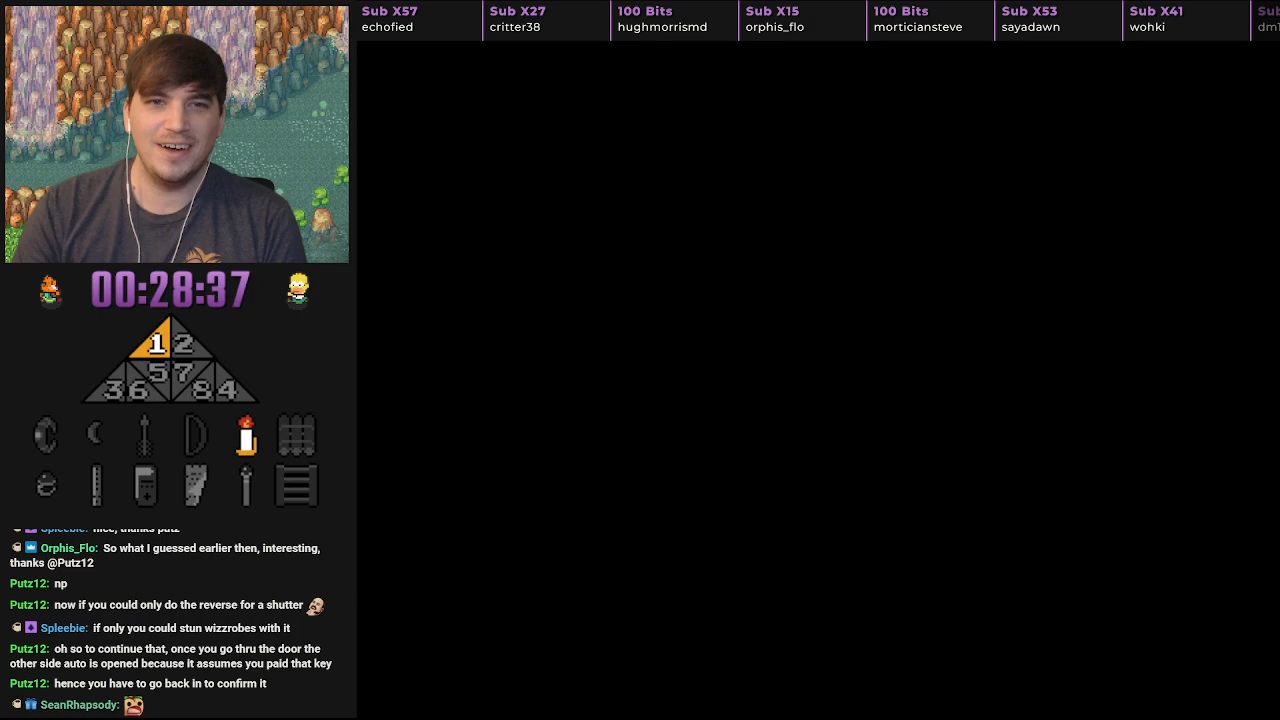 Sub X57
echofied
Sub X27
critter38
100 Bits
hughmorrismd
Sub X15
orphis_flo
100 Bits
morticiansteve
Sub X53
sayadawn
Sub X41
wohki
Sub
00:28:37
1 2
5 7
3 6 8 4
Spleebie: nice, thanks putz
Orphis_Flo: So what I guessed earlier then, interesting,
thanks @Putz12
Putz12: np
Putz12: now if you could only do the reverse for a shutter
Spleebie: if only you could stun wizzrobes with it
Putz12: oh so to continue that, once you go thru the door the
other side auto is opened because it assumes you paid that key
Putz12: hence you have to go back in to confirm it
SeanRhapsody: